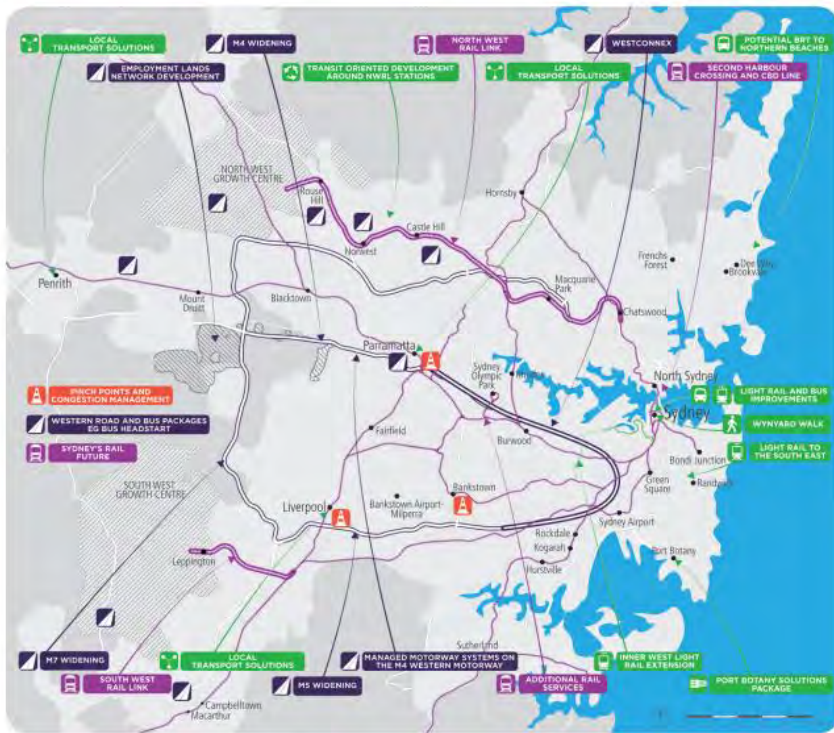 LOCAL
TRANSPORT SOLUTIONS
M4 WIDENING
NORTH WEST
RAIL LINK
WESTCONNEX
POTENTIAL BRT TO
NORTHERN BEACHES
EMPLOYMENT LANDS
NETWORK DEVELOPMENT
TRANSIT ORIENTED DEVELOPMENT
AROUND NWRL STATIONS
LOCAL
TRANSPORT SOLUTIONS
SECOND HARBOUR
CROSSING AND CBD LINE
NORTH WEST
GROWTH CENTRE
Rouse
Hill
Hornsby
Castle Hill
Norwest
Frenchs
Forest
Dee Why
Brookvale
Penrith
Mount
Druitt
Blacktown
Macquarie
Park
Chatswood
Parramatta
Sydney
Olympic
Park
North Sydney
PINCH POINTS AND
CONGESTION MANAGEMENT
LIGHT RAIL AND BUS
IMPROVEMENTS
WESTERN ROAD AND BUS PACKAGES
EG BUS HEADSTART
Sydney
WYNYARD WALK
SYDNEY'S RAIL
FUTURE
Fairfield
Burwood
Bondi Junction
LIGHT RAIL TO
THE SOUTH EAST
SOUTH WEST
GROWTH CENTRE
Bankstown
Green
Square
Randwick
Liverpool
Bankstown Airport-
Milperra
Sydney Airport
Rockdale
Kogarah
Hurstville
Port Botany
Leppington
Sutherland
M7 WIDENING
LOCAL
TRANSPORT SOLUTIONS
MANAGED MOTORWAY SYSTEMS ON
THE M4 WESTERN MOTORWAY
INNER WEST LIGHT
RAIL EXTENSION
SOUTH WEST
RAIL LINK
M5 WIDENING
ADDITIONAL RAIL
SERVICES
PORT BOTANY SOLUTIONS
PACKAGE
Campbelltown
Macarthur